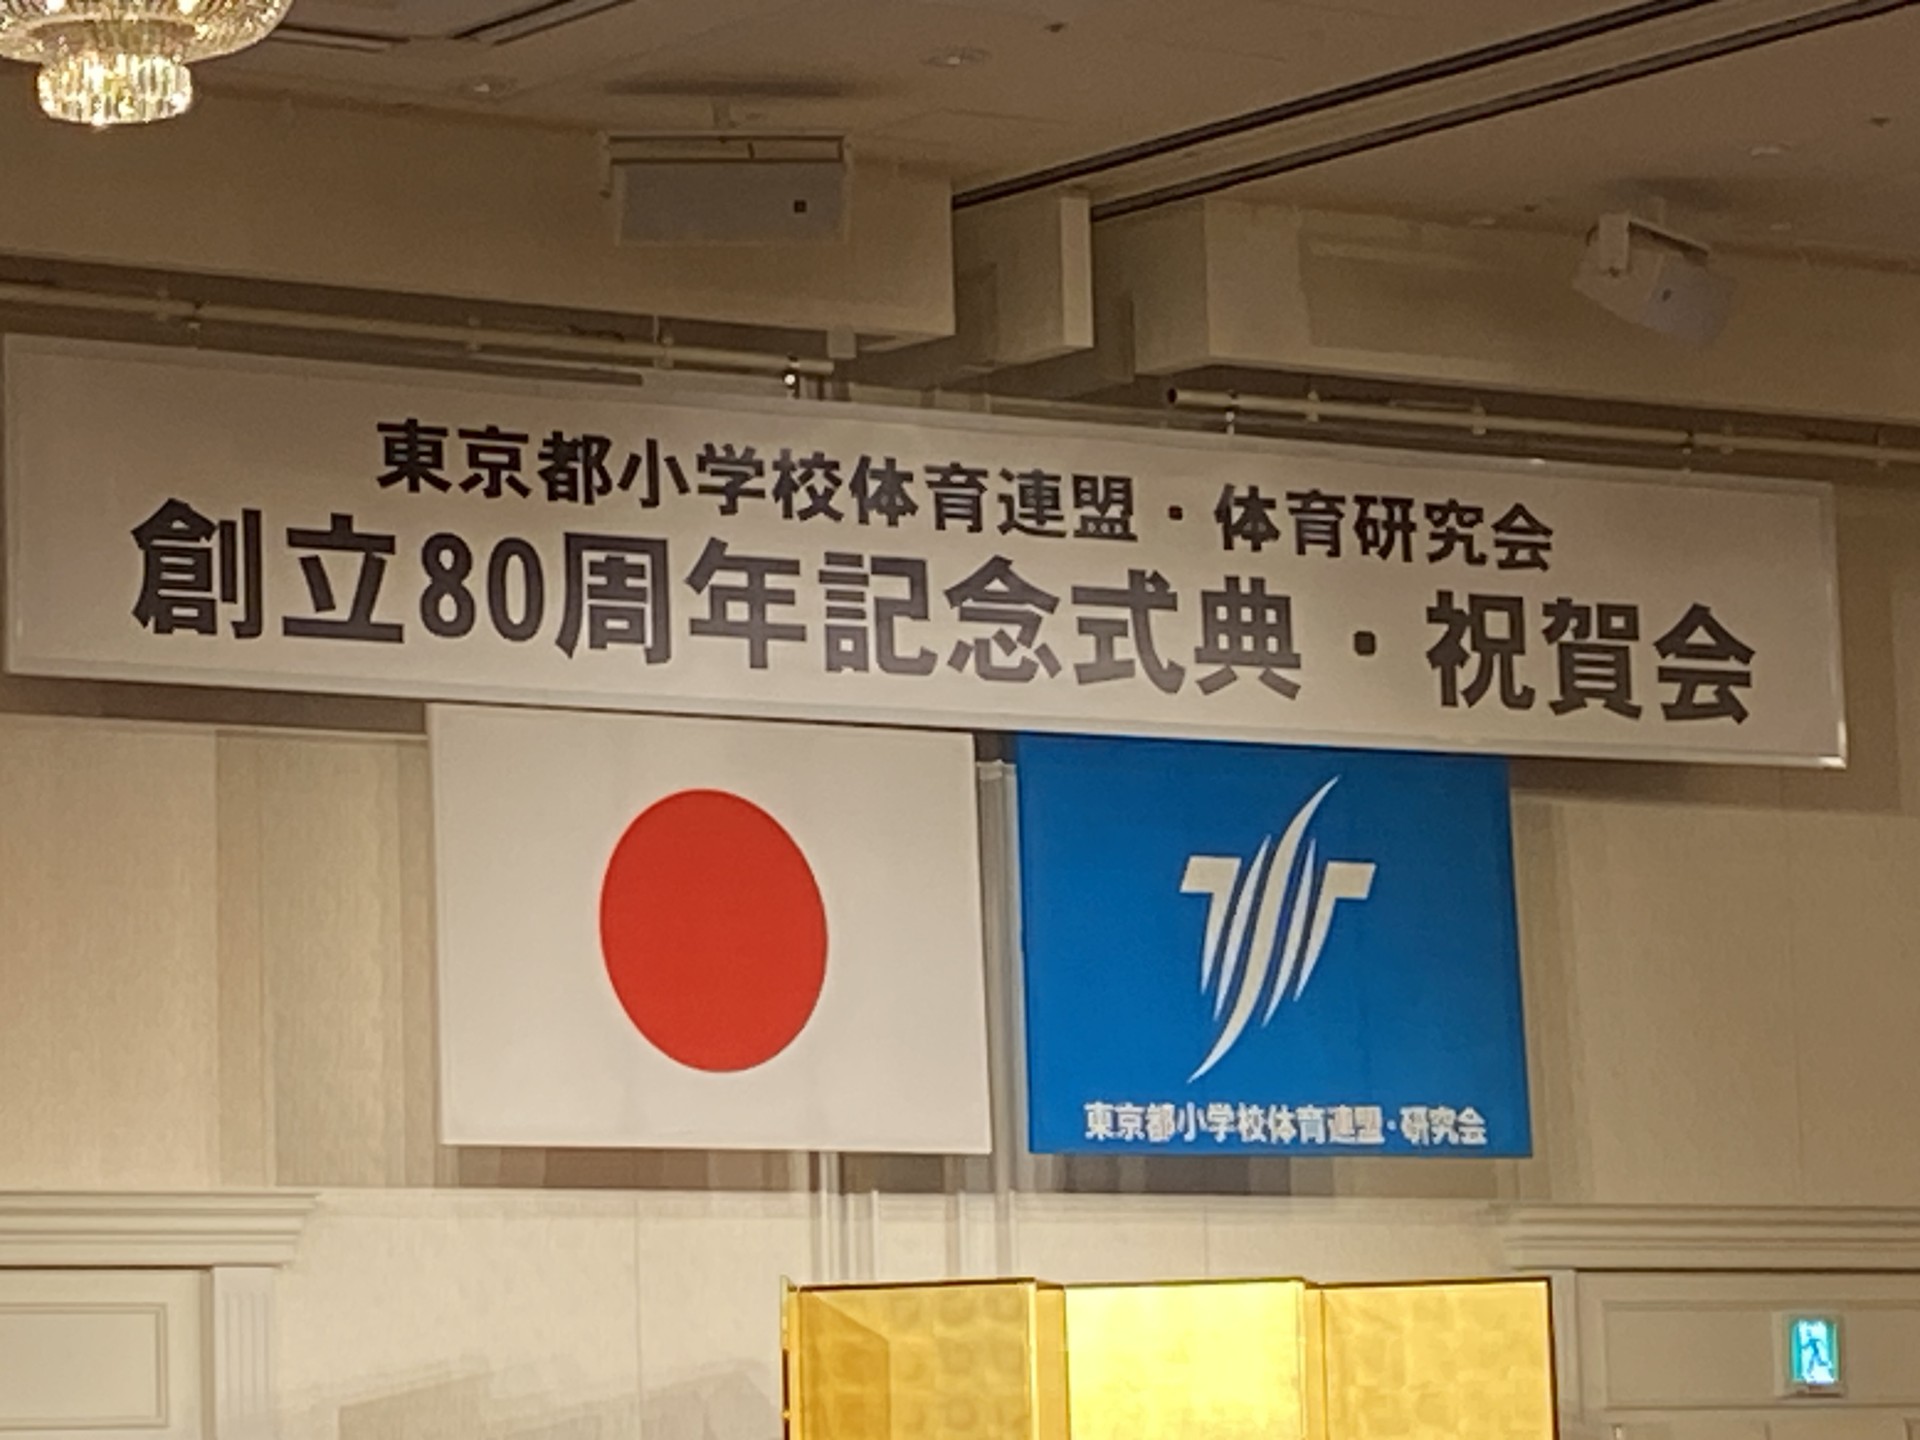 東京都小学校体育連盟・体育研究会
創立80周年記念式典・祝賀会
東京都小学校体育連盟・研究会